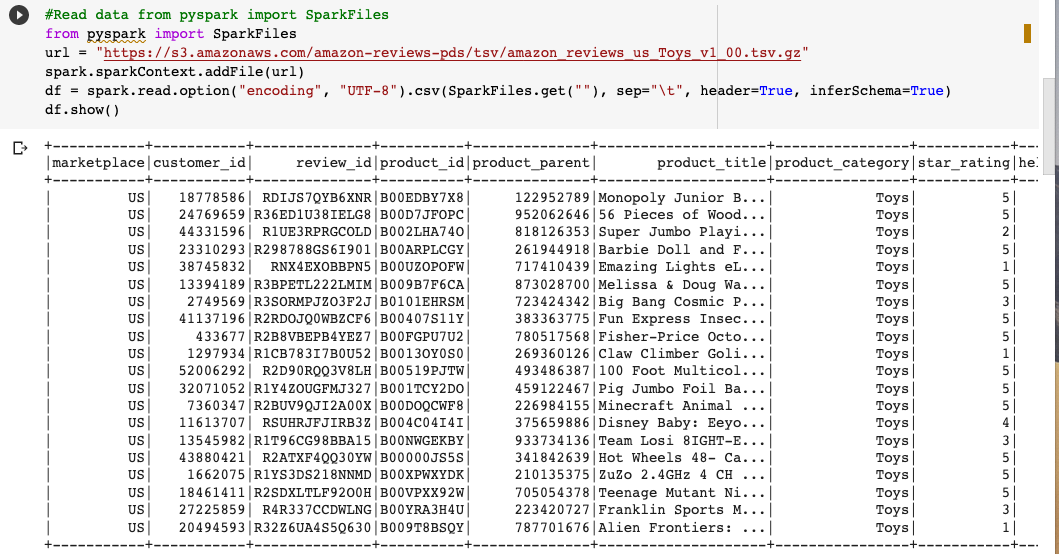 #Read data from pyspark import SparkFiles
from pyspark import SparkFiles
url = "https://s3.amazonaws.com/amazon-reviews-pds/tsv/amazon_reviews_us_Toys_v1_00.tsv.gz"
spark.sparkContext.addFile(url)
df = spark.read.option("encoding", "UTF-8").csv(SparkFiles.get(""), sep="\t", header=True, inferSchema=True)
df.show()
+-----------+-----------+--------------+----------+--------------+--------------------+----------------+-----------+---
|marketplace|customer_id|     review_id|product_id|product_parent|       product_title|product_category|star_rating|hel
+-----------+-----------+--------------+----------+--------------+--------------------+----------------+-----------+---
|         US|   18778586| RDIJS7QYB6XNR|B00EDBY7X8|     122952789|Monopoly Junior B...|            Toys|          5|
|         US|   24769659|R36ED1U38IELG8|B00D7JFOPC|     952062646|56 Pieces of Wood...|            Toys|          5|
|         US|   44331596| R1UE3RPRGCOLD|B002LHA74O|     818126353|Super Jumbo Playi...|            Toys|          2|
|         US|   23310293|R298788GS6I901|B00ARPLCGY|     261944918|Barbie Doll and F...|            Toys|          5|
|         US|   38745832|  RNX4EXOBBPN5|B00UZOPOFW|     717410439|Emazing Lights eL...|            Toys|          1|
|         US|   13394189|R3BPETL222LMIM|B009B7F6CA|     873028700|Melissa & Doug Wa...|            Toys|          5|
|         US|    2749569|R3SORMPJZO3F2J|B0101EHRSM|     723424342|Big Bang Cosmic P...|            Toys|          3|
|         US|   41137196|R2RDOJQ0WBZCF6|B00407S11Y|     383363775|Fun Express Insec...|            Toys|          5|
|         US|     433677|R2B8VBEPB4YEZ7|B00FGPU7U2|     780517568|Fisher-Price Octo...|            Toys|          5|
|         US|    1297934|R1CB783I7B0U52|B0013OY0S0|     269360126|Claw Climber Goli...|            Toys|          1|
|         US|   52006292| R2D90RQQ3V8LH|B00519PJTW|     493486387|100 Foot Multicol...|            Toys|          5|
|         US|   32071052|R1Y4ZOUGFMJ327|B001TCY2DO|     459122467|Pig Jumbo Foil Ba...|            Toys|          5|
|         US|    7360347|R2BUV9QJI2A00X|B00DOQCWF8|     226984155|Minecraft Animal ...|            Toys|          5|
|         US|   11613707| RSUHRJFJIRB3Z|B004C04I4I|     375659886|Disney Baby: Eeyo...|            Toys|          4|
|         US|   13545982|R1T96CG98BBA15|B00NWGEKBY|     933734136|Team Losi 8IGHT-E...|            Toys|          3|
|         US|   43880421| R2ATXF4QQ30YW|B00000JS5S|     341842639|Hot Wheels 48- Ca...|            Toys|          5|
|         US|    1662075|R1YS3DS218NNMD|B00XPWXYDK|     210135375|ZuZo 2.4GHz 4 CH ...|            Toys|          5|
|         US|   18461411|R2SDXLTLF92O0H|B00VPXX92W|     705054378|Teenage Mutant Ni...|            Toys|          5|
|         US|   27225859| R4R337CCDWLNG|B00YRA3H4U|     223420727|Franklin Sports M...|            Toys|          3|
|         US|   20494593|R32Z6UA4S5Q630|B009T8BSQY|     787701676|Alien Frontiers: ...|            Toys|          1|
+-----------+-----------+--------------+----------+--------------+--------------------+----------------+-----------+---